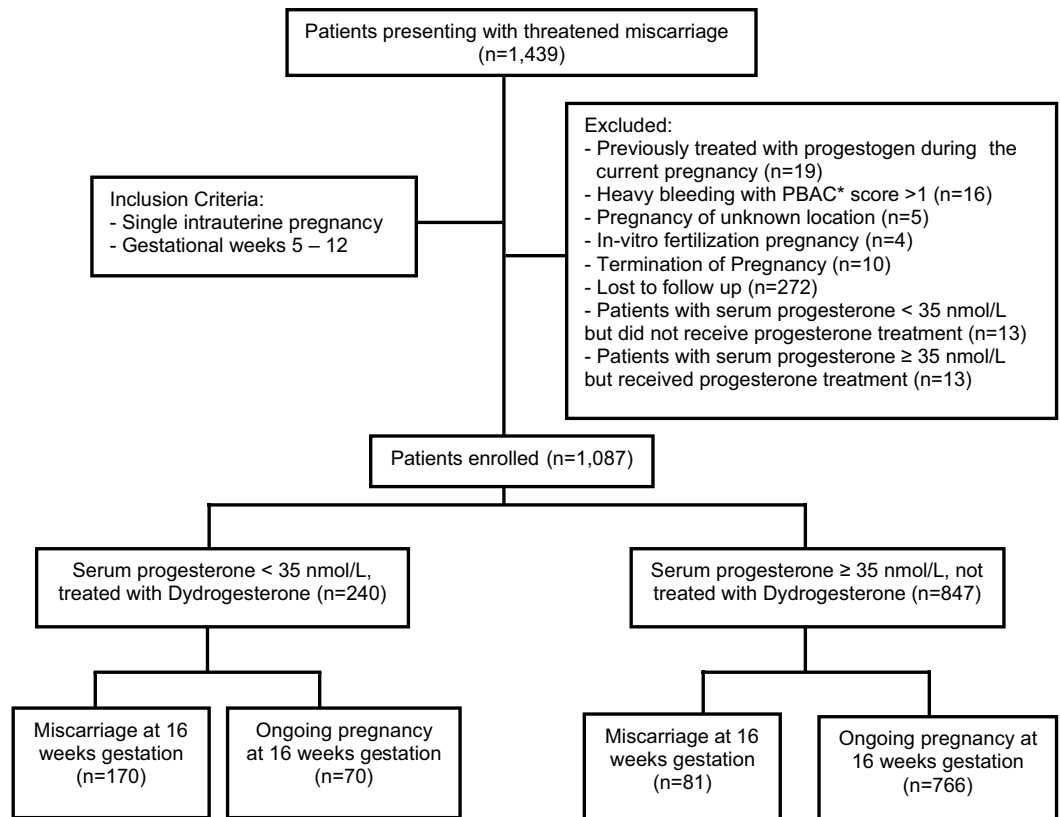 Patients presenting with threatened miscarriage
(n=1,439)
Inclusion Criteria:
- Single intrauterine pregnancy
- Gestational weeks 5 – 12
Excluded:
- Previously treated with progestogen during the
current pregnancy (n=19)
- Heavy bleeding with PBAC* score >1 (n=16)
- Pregnancy of unknown location (n=5)
- In-vitro fertilization pregnancy (n=4)
- Termination of Pregnancy (n=10)
- Lost to follow up (n=272)
- Patients with serum progesterone < 35 nmol/L
but did not receive progesterone treatment (n=13)
- Patients with serum progesterone ≥ 35 nmol/L
but received progesterone treatment (n=13)
Patients enrolled (n=1,087)
Serum progesterone < 35 nmol/L,
treated with Dydrogesterone (n=240)
Serum progesterone ≥ 35 nmol/L, not
treated with Dydrogesterone (n=847)
Miscarriage at 16
weeks gestation
(n=170)
Ongoing pregnancy
at 16 weeks gestation
(n=70)
Miscarriage at 16
weeks gestation
(n=81)
Ongoing pregnancy at
16 weeks gestation
(n=766)